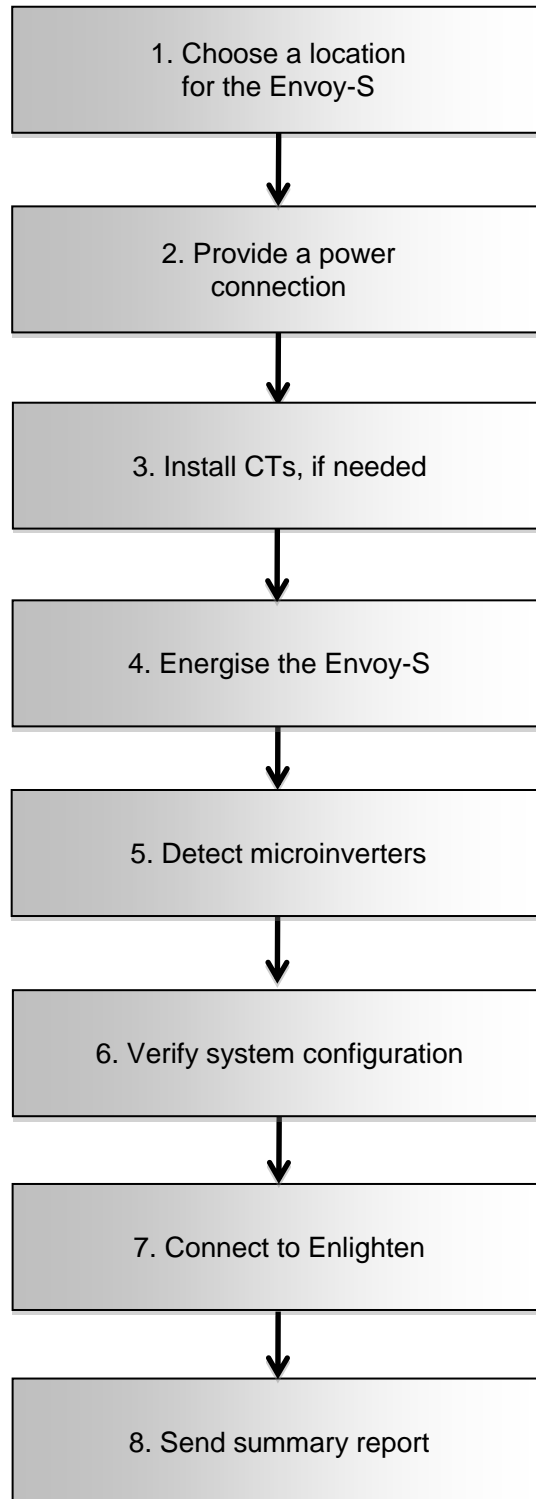 1. Choose a location
for the Envoy-S
2. Provide a power
connection
3. Install CTs, if needed
4. Energise the Envoy-S
5. Detect microinverters
6. Verify system configuration
7. Connect to Enlighten
8. Send summary report